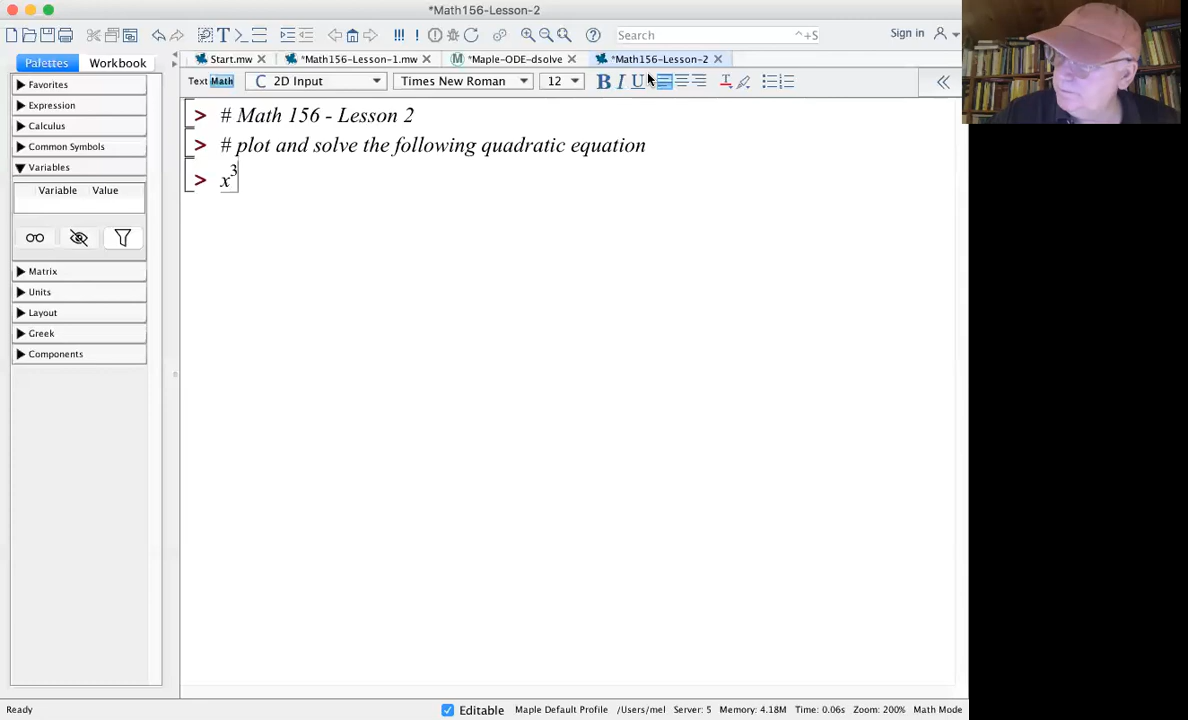 *Math156-Lesson-2
Search
^+S
Sign in
Palettes
Workbook
Start.mw
*Math156-Lesson-1.mw
*Maple-ODE-dsolve
*Math156-Lesson-2
Text
Math
C 2D Input
Times New Roman
12
B I U
Favorites
Expression
Calculus
Common Symbols
Variables
Variable Value
Matrix
Units
Layout
Greek
Components
> # Math 156 - Lesson 2
> # plot and solve the following quadratic equation
> x^3
Ready
Editable
Maple Default Profile
/Users/mel
Server: 5
Memory: 4.18M
Time: 0.06s
Zoom: 200%
Math Mode